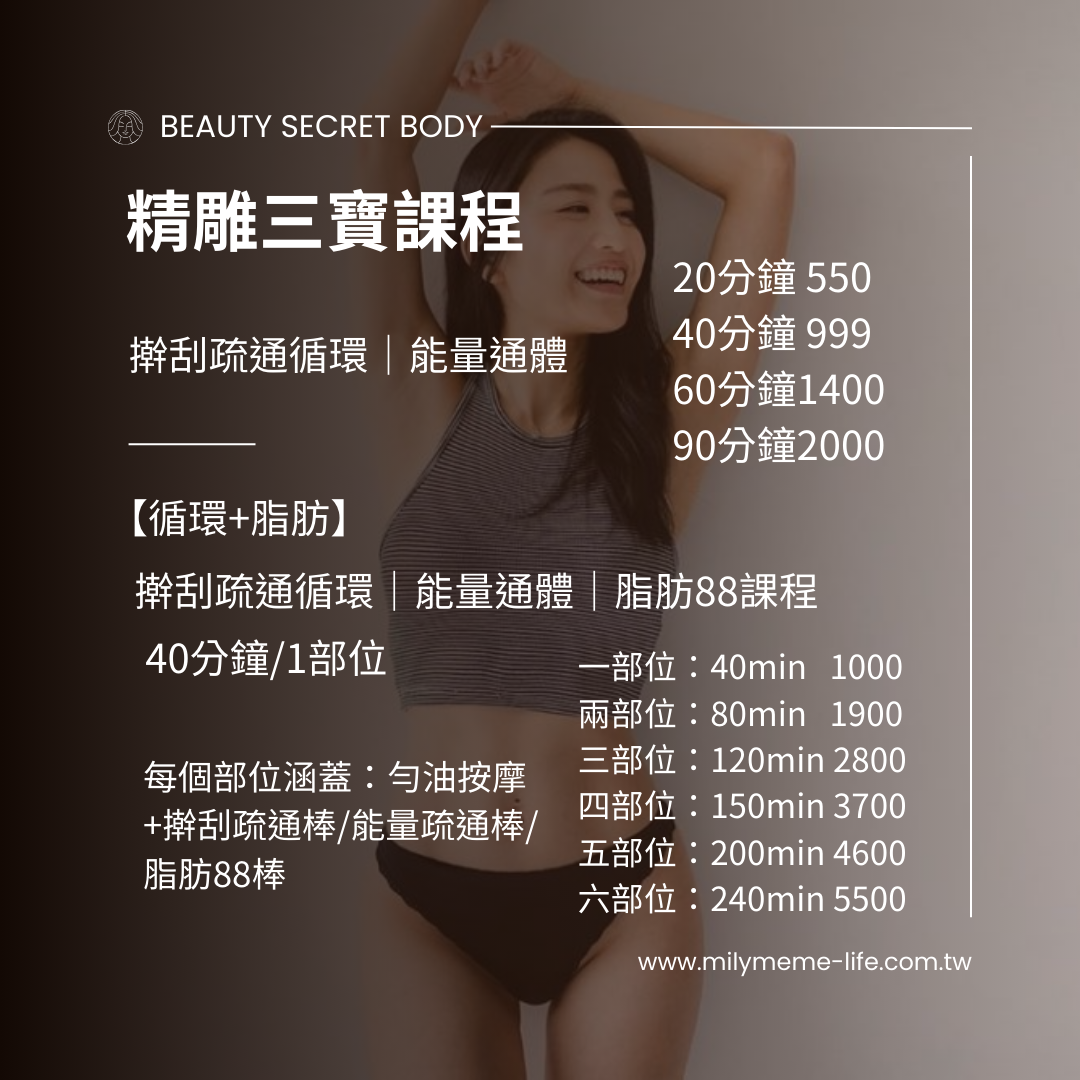 BEAUTY SECRET BODY
精雕三寶課程
20分鐘 550
40分鐘 999
60分鐘1400
90分鐘2000
擀刮疏通循環｜能量通體
【循環+脂肪】
擀刮疏通循環｜能量通體｜脂肪88課程
40分鐘/1部位
一部位：40min 1000
兩部位：80min 1900
三部位：120min 2800
四部位：150min 3700
五部位：200min 4600
六部位：240min 5500
每個部位涵蓋：勻油按摩
+擀刮疏通棒/能量疏通棒/
脂肪88棒
www.milymeme-life.com.tw